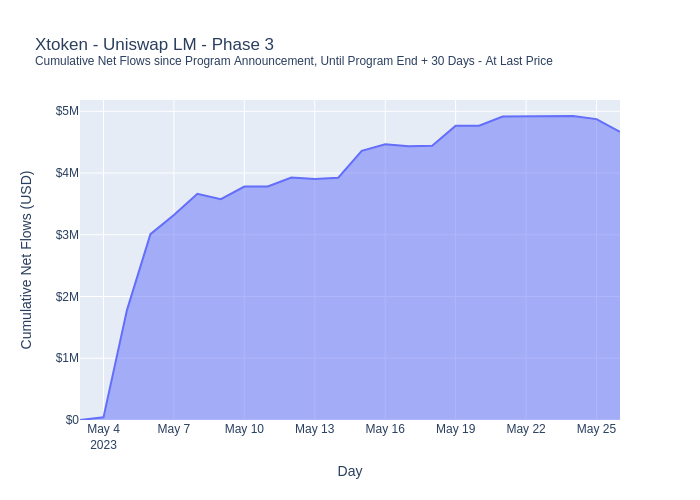 Xtoken - Uniswap LM - Phase 3
Cumulative Net Flows since Program Announcement, Until Program End + 30 Days - At Last Price
$5M
$4M
$3M
$2M
$1M
$0
Cumulative Net Flows (USD)
May 4 May 7 May 10 May 13 May 16 May 19 May 22 May 25
2023
Day